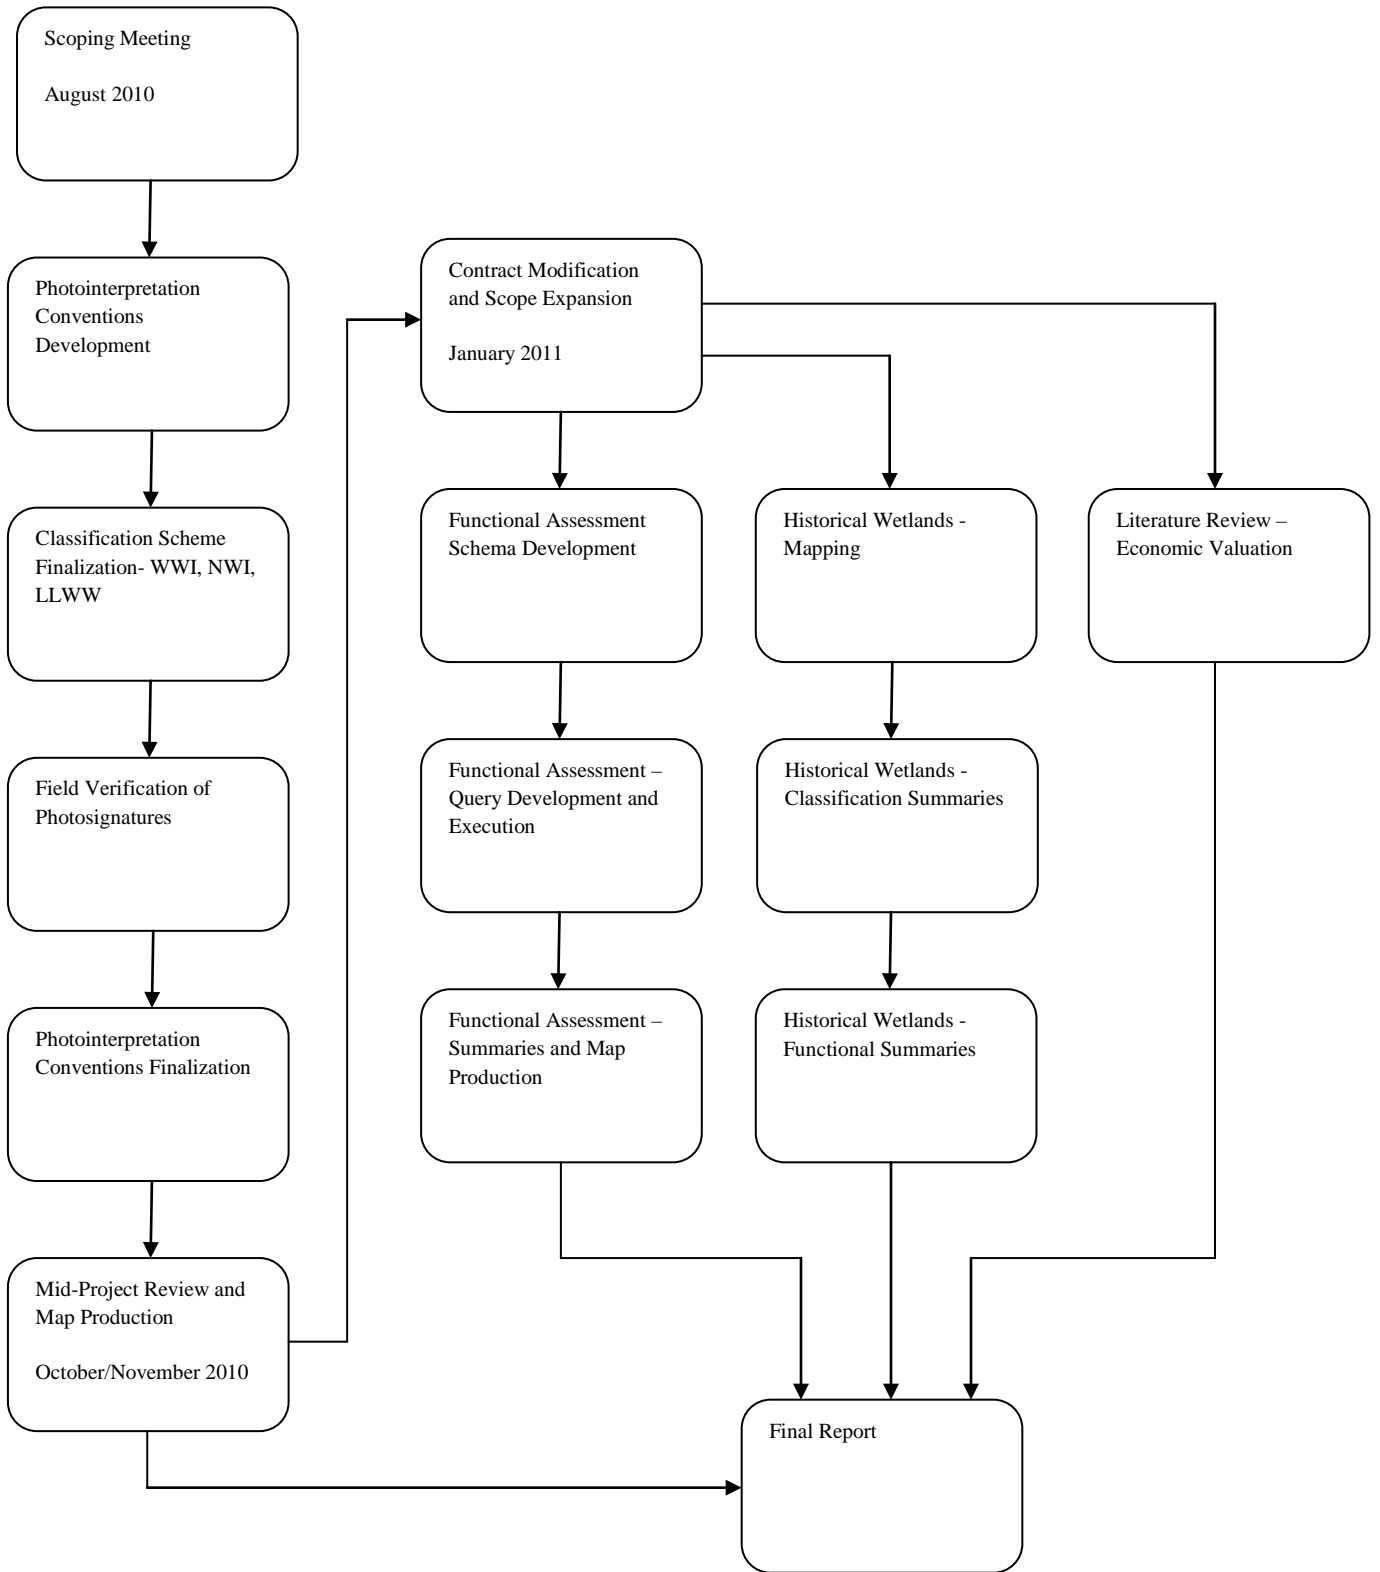 Scoping Meeting
August 2010
Photointerpretation
Conventions
Development
Classification Scheme
Finalization- WWI, NWI,
LLWW
Field Verification of
Photosignatures
Photointerpretation
Conventions Finalization
Mid-Project Review and
Map Production
October/November 2010
Contract Modification
and Scope Expansion
January 2011
Functional Assessment
Schema Development
Functional Assessment –
Query Development and
Execution
Functional Assessment –
Summaries and Map
Production
Historical Wetlands -
Mapping
Historical Wetlands -
Classification Summaries
Historical Wetlands -
Functional Summaries
Literature Review –
Economic Valuation
Final Report